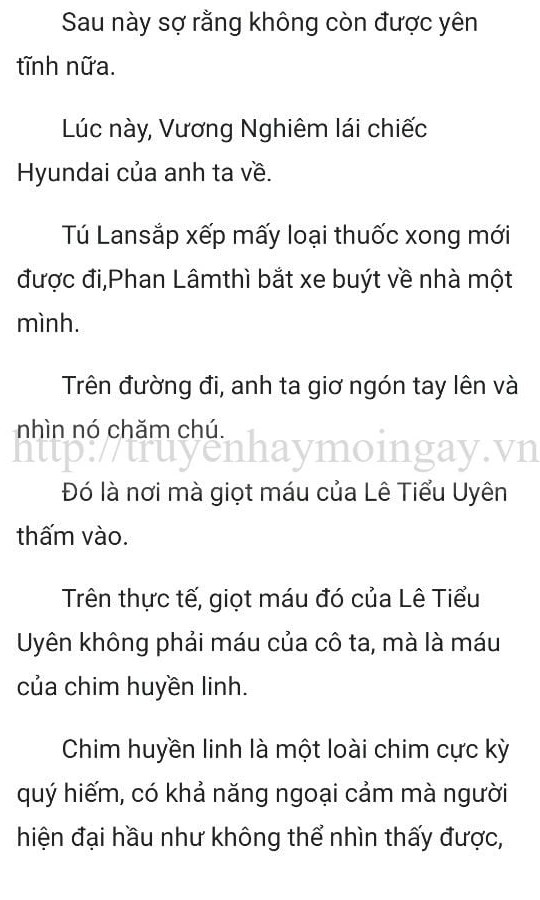 Sau này sợ rằng không còn được yên
tĩnh nữa.
Lúc này, Vương Nghiêm lái chiếc
Hyundai của anh ta về.
Tú Lansắp xếp mấy loại thuốc xong mới
được đi,Phan Lâmthì bắt xe buýt về nhà một
mình.
Trên đường đi, anh ta giơ ngón tay lên và
nhìn nó chăm chú.
http://truyenhaymoingay.vn
Đó là nơi mà giọt máu của Lê Tiểu Uyên
thấm vào.
Trên thực tế, giọt máu đó của Lê Tiểu
Uyên không phải máu của cô ta, mà là máu
của chim huyền linh.
Chim huyền linh là một loài chim cực kỳ
quý hiếm, có khả năng ngoại cảm mà người
hiện đại hầu như không thể nhìn thấy được,